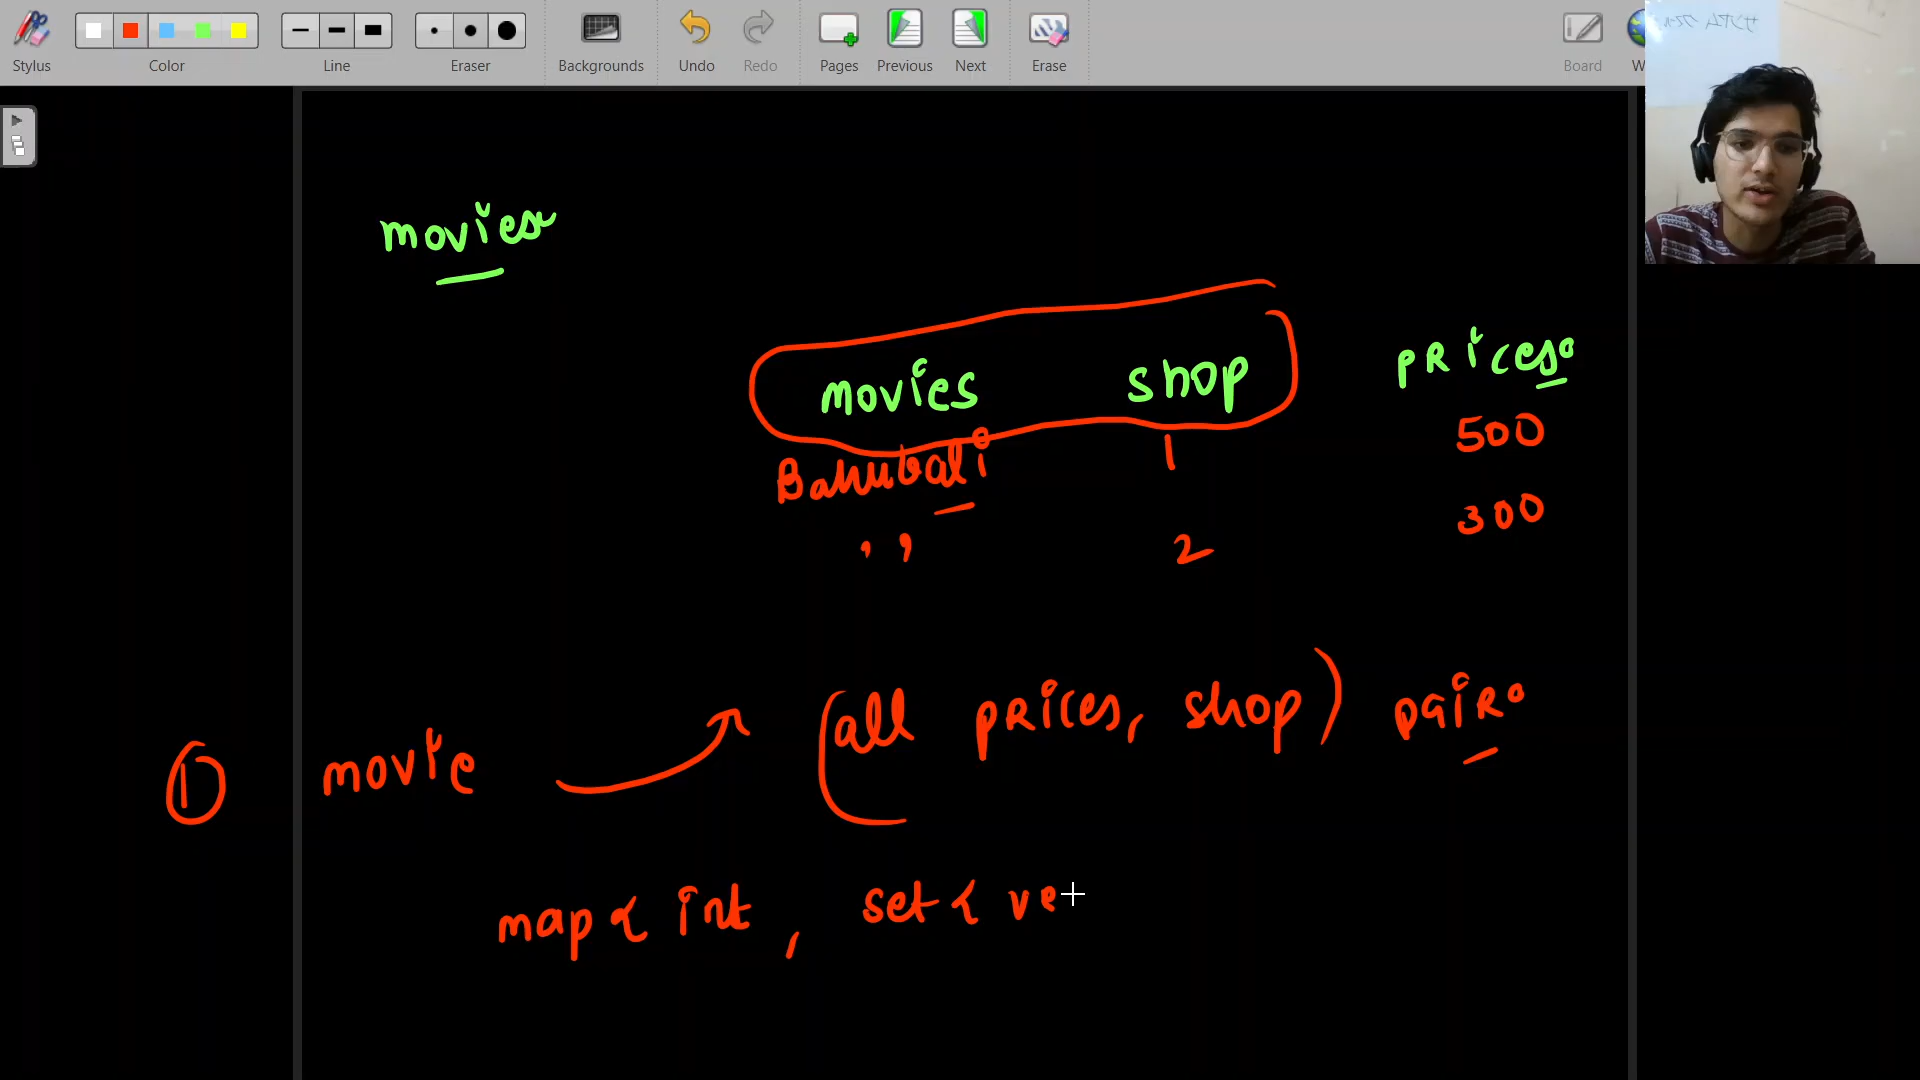 Stylus
Color
Line
Eraser
Backgrounds
Undo
Redo
Pages
Previous
Next
Erase
Board
W
movies
movies shop prices
Bahubali 1 500
,, 2 300
① movie (all prices, shop) pairs
map< int , set< ve